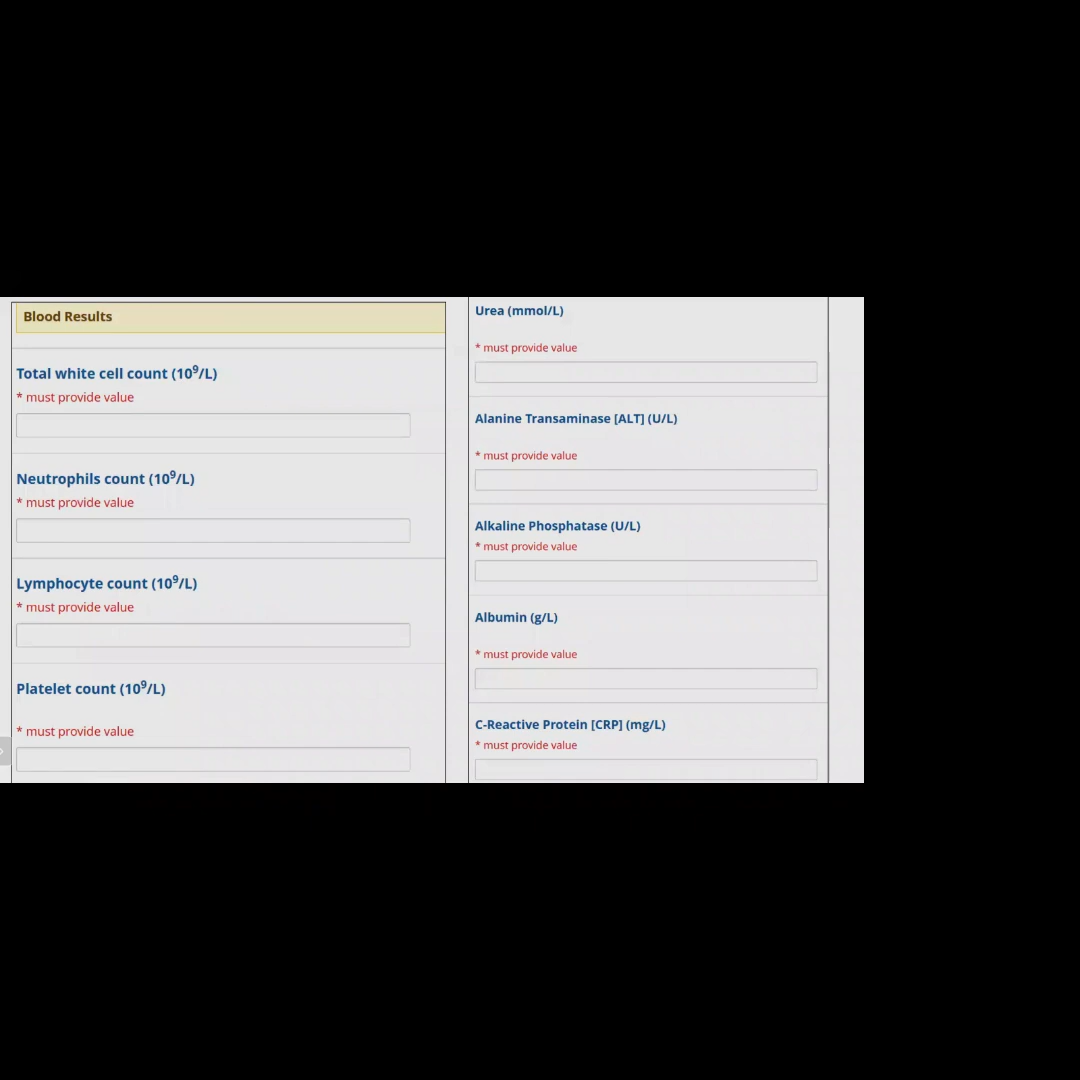 Blood Results
Total white cell count (10⁹/L)
* must provide value
Neutrophils count (10⁹/L)
* must provide value
Lymphocyte count (10⁹/L)
* must provide value
Platelet count (10⁹/L)
* must provide value
Urea (mmol/L)
* must provide value
Alanine Transaminase [ALT] (U/L)
* must provide value
Alkaline Phosphatase (U/L)
* must provide value
Albumin (g/L)
* must provide value
C-Reactive Protein [CRP] (mg/L)
* must provide value